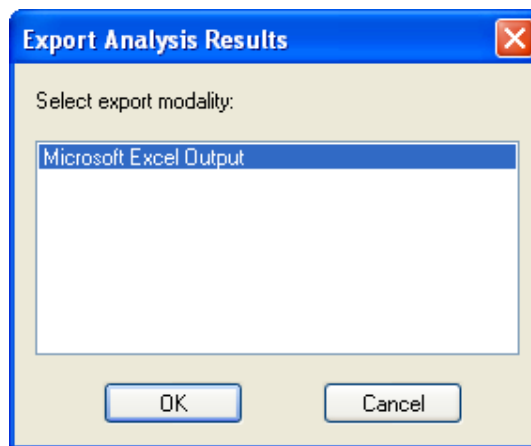 Export Analysis Results
Select export modality:
Microsoft Excel Output
OK Cancel